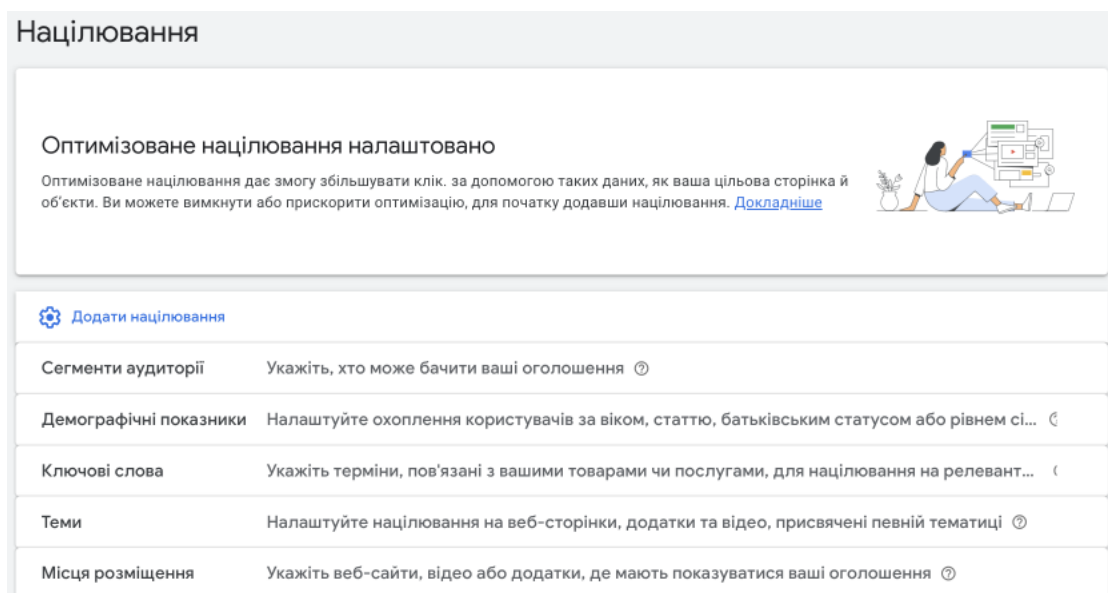 Націлювання
Оптимізоване націлювання налаштовано
Оптимізоване націлювання дає змогу збільшувати клік. за допомогою таких даних, як ваша цільова сторінка й
об'єкти. Ви можете вимкнути або прискорити оптимізацію, для початку додавши націлювання. Докладніше
Додати націлювання
Сегменти аудиторії Укажіть, хто може бачити ваші оголошення
Демографічні показники Налаштуйте охоплення користувачів за віком, статтю, батьківським статусом або рівнем сі...
Ключові слова Укажіть терміни, пов'язані з вашими товарами чи послугами, для націлювання на релевант...
Теми Налаштуйте націлювання на веб-сторінки, додатки та відео, присвячені певній тематиці
Місця розміщення Укажіть веб-сайти, відео або додатки, де мають показуватися ваші оголошення